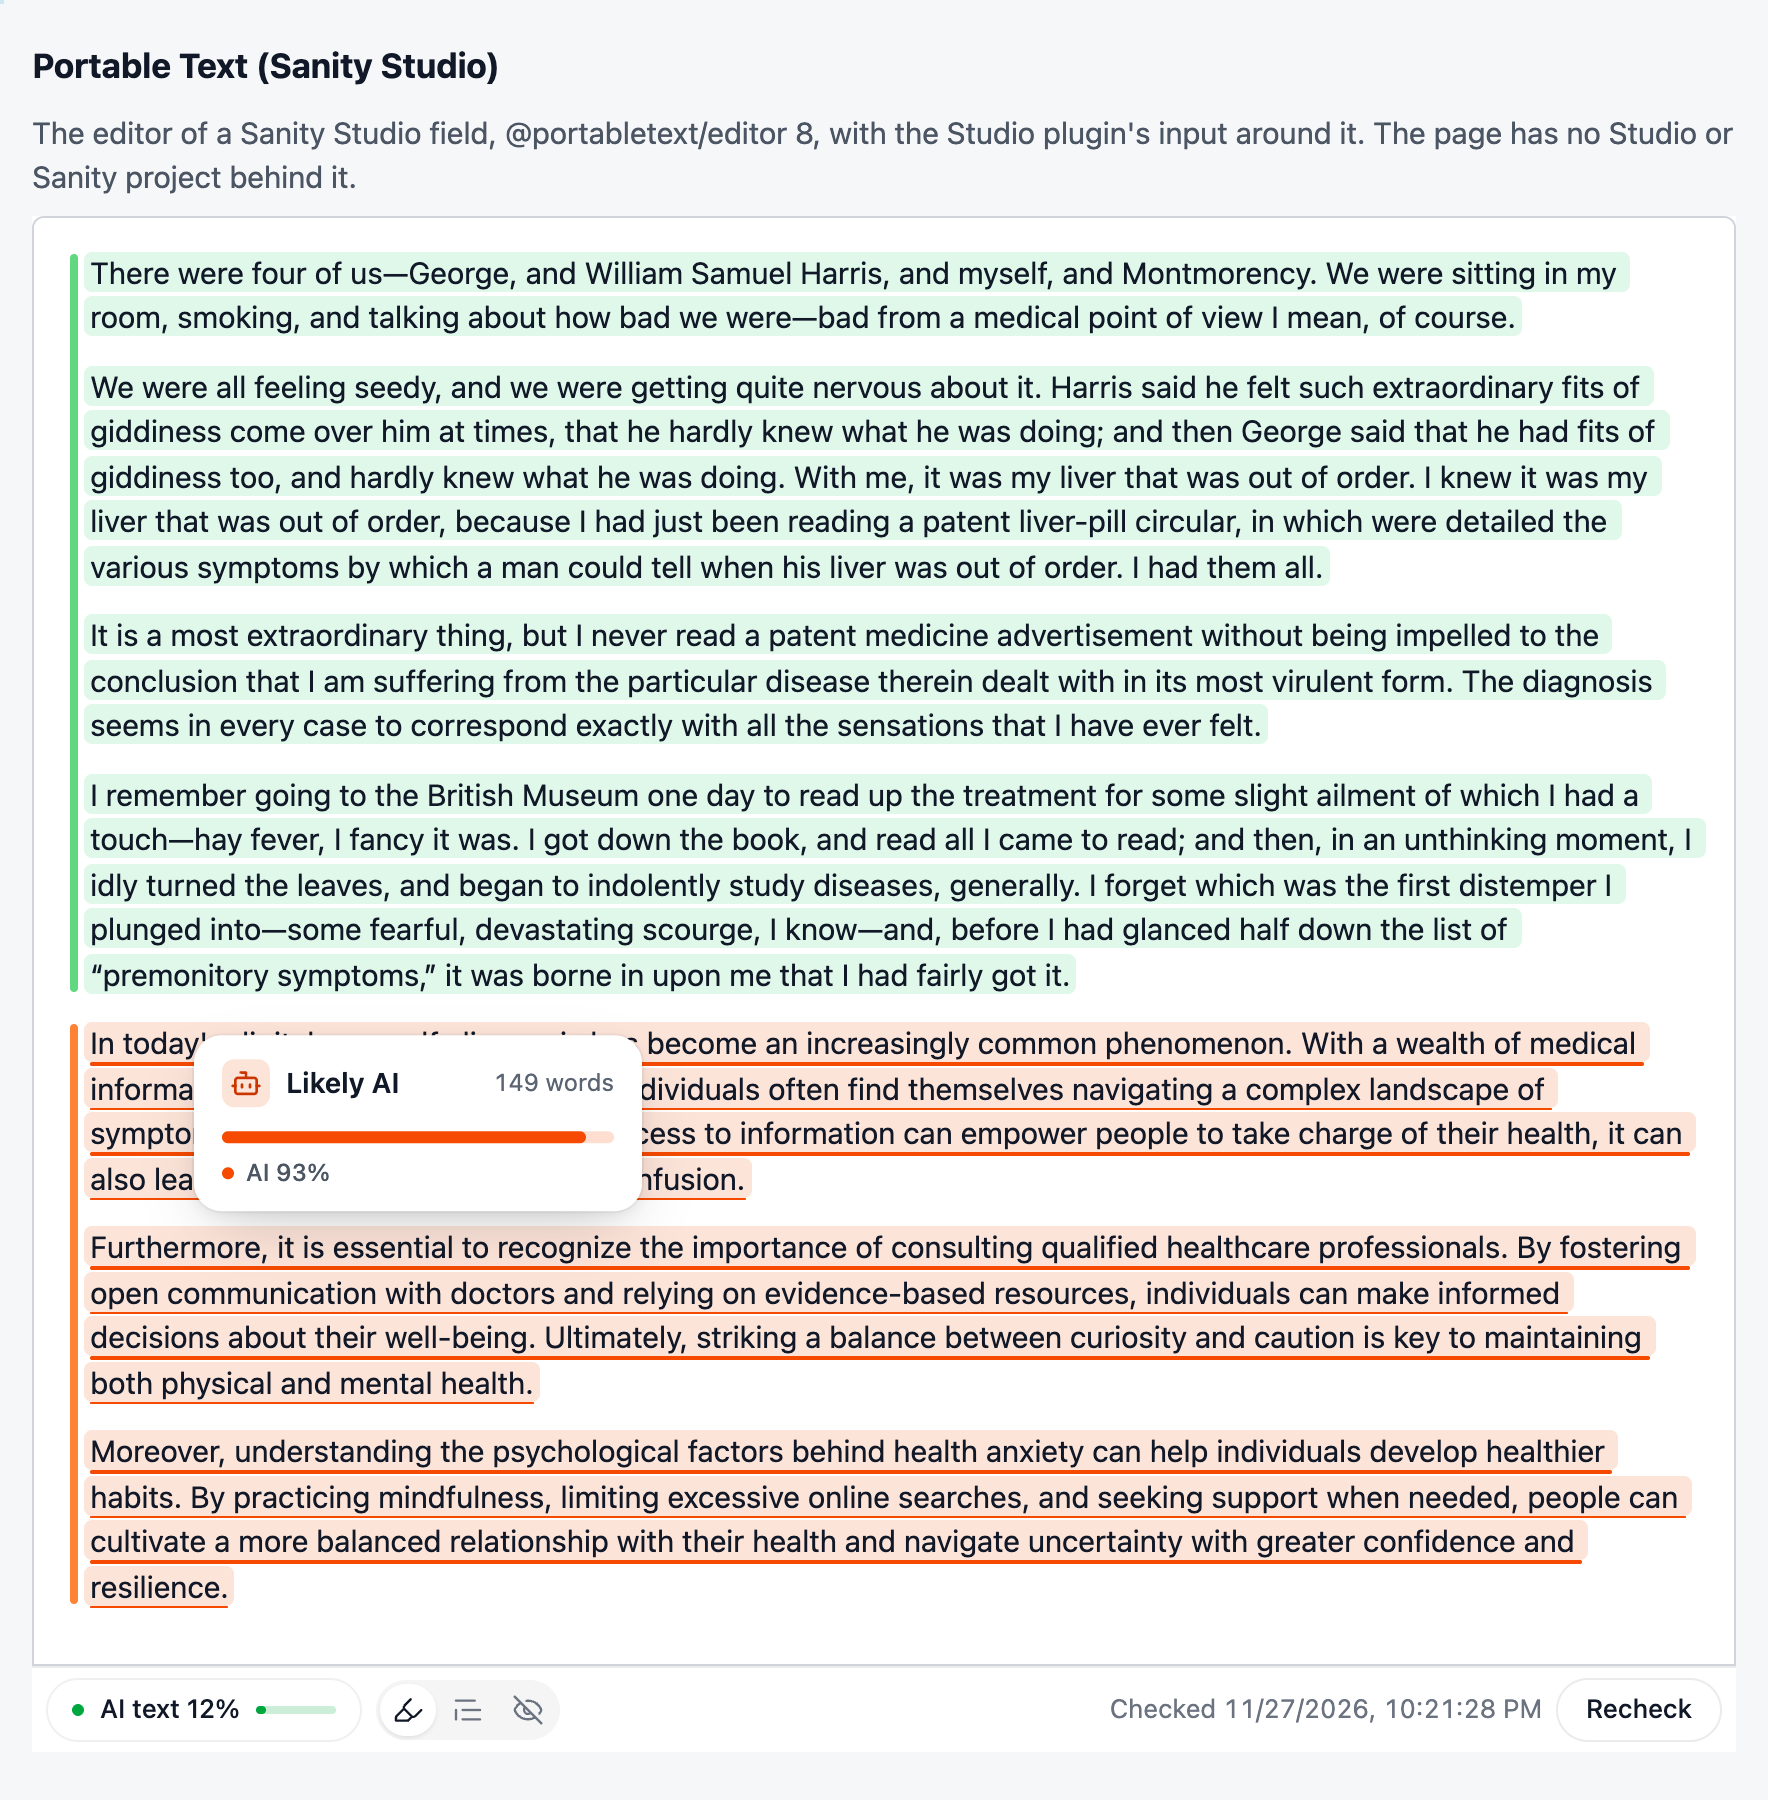 Portable Text (Sanity Studio)
The editor of a Sanity Studio field, @portabletext/editor 8, with the Studio plugin's input around it. The page has no Studio or
Sanity project behind it.
There were four of us—George, and William Samuel Harris, and myself, and Montmorency. We were sitting in my
room, smoking, and talking about how bad we were—bad from a medical point of view I mean, of course.
We were all feeling seedy, and we were getting quite nervous about it. Harris said he felt such extraordinary fits of
giddiness come over him at times, that he hardly knew what he was doing; and then George said that he had fits of
giddiness too, and hardly knew what he was doing. With me, it was my liver that was out of order. I knew it was my
liver that was out of order, because I had just been reading a patent liver-pill circular, in which were detailed the
various symptoms by which a man could tell when his liver was out of order. I had them all.
It is a most extraordinary thing, but I never read a patent medicine advertisement without being impelled to the
conclusion that I am suffering from the particular disease therein dealt with in its most virulent form. The diagnosis
seems in every case to correspond exactly with all the sensations that I have ever felt.
I remember going to the British Museum one day to read up the treatment for some slight ailment of which I had a
touch—hay fever, I fancy it was. I got down the book, and read all I came to read; and then, in an unthinking moment, I
idly turned the leaves, and began to indolently study diseases, generally. I forget which was the first distemper I
plunged into—some fearful, devastating scourge, I know—and, before I had glanced half down the list of
“premonitory symptoms,” it was borne in upon me that I had fairly got it.
In become an increasingly common phenomenon. With a wealth of medical
often find themselves navigating a complex landscape of
to information can empower people to take charge of their health, it can
also
Likely AI 149 words
AI 93%
Furthermore, it is essential to recognize the importance of consulting qualified healthcare professionals. By fostering
open communication with doctors and relying on evidence-based resources, individuals can make informed
decisions about their well-being. Ultimately, striking a balance between curiosity and caution is key to maintaining
both physical and mental health.
Moreover, understanding the psychological factors behind health anxiety can help individuals develop healthier
habits. By practicing mindfulness, limiting excessive online searches, and seeking support when needed, people can
cultivate a more balanced relationship with their health and navigate uncertainty with greater confidence and
resilience.
AI text 12%
Checked 11/27/2026, 10:21:28 PM
Recheck